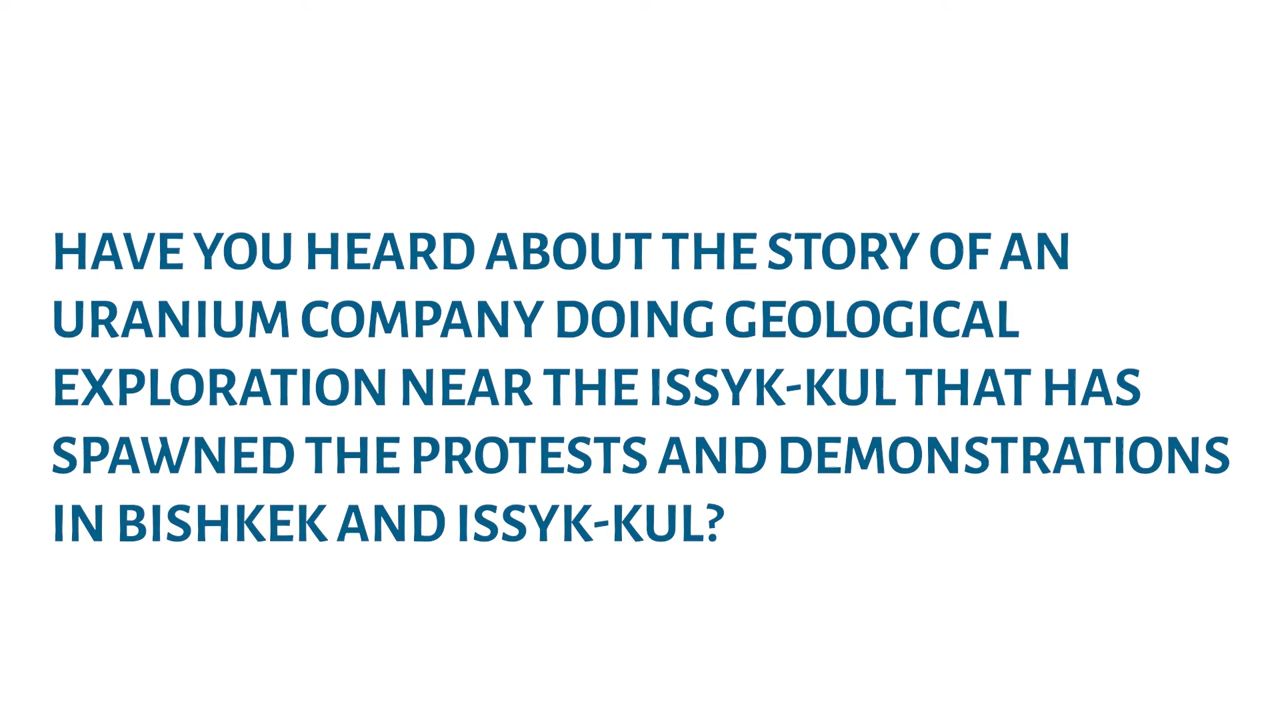 HAVE YOU HEARD ABOUT THE STORY OF AN
URANIUM COMPANY DOING GEOLOGICAL
EXPLORATION NEAR THE ISSYK-KUL THAT HAS
SPAWNED THE PROTESTS AND DEMONSTRATIONS
IN BISHKEK AND ISSYK-KUL?